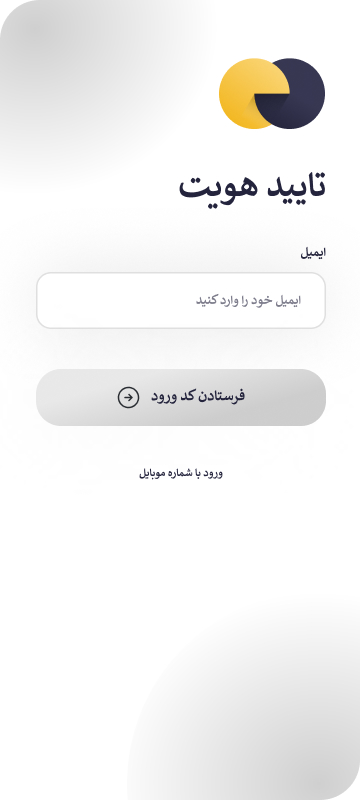 تایید هویت
ایمیل
ایمیل خود را وارد کنید
فرستادن کد ورود
ورود با شماره موبایل